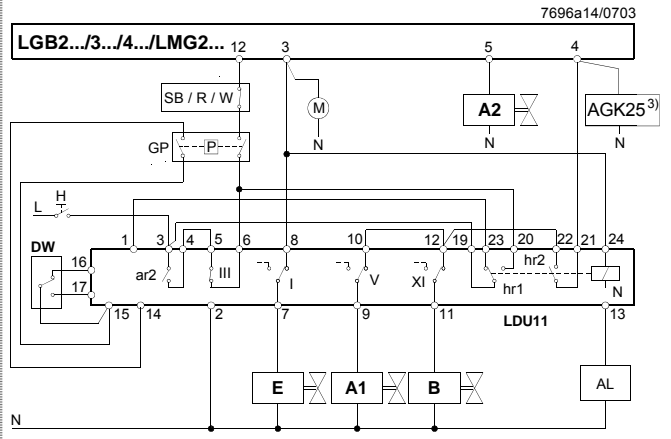 7696a14/0703
LGB2.../3.../4.../LMG2...
12 3 5 4
SB / R / W
M
A2
AGK25 3)
GP P
N N N
L H
DW
1 3 4 5 6 8 10 12 19 23 20 22 21 24
16
ar2 III I V XI hr2
17
hr1 N
15 14 2 7 9 11 LDU11 13
E A1 B AL
N